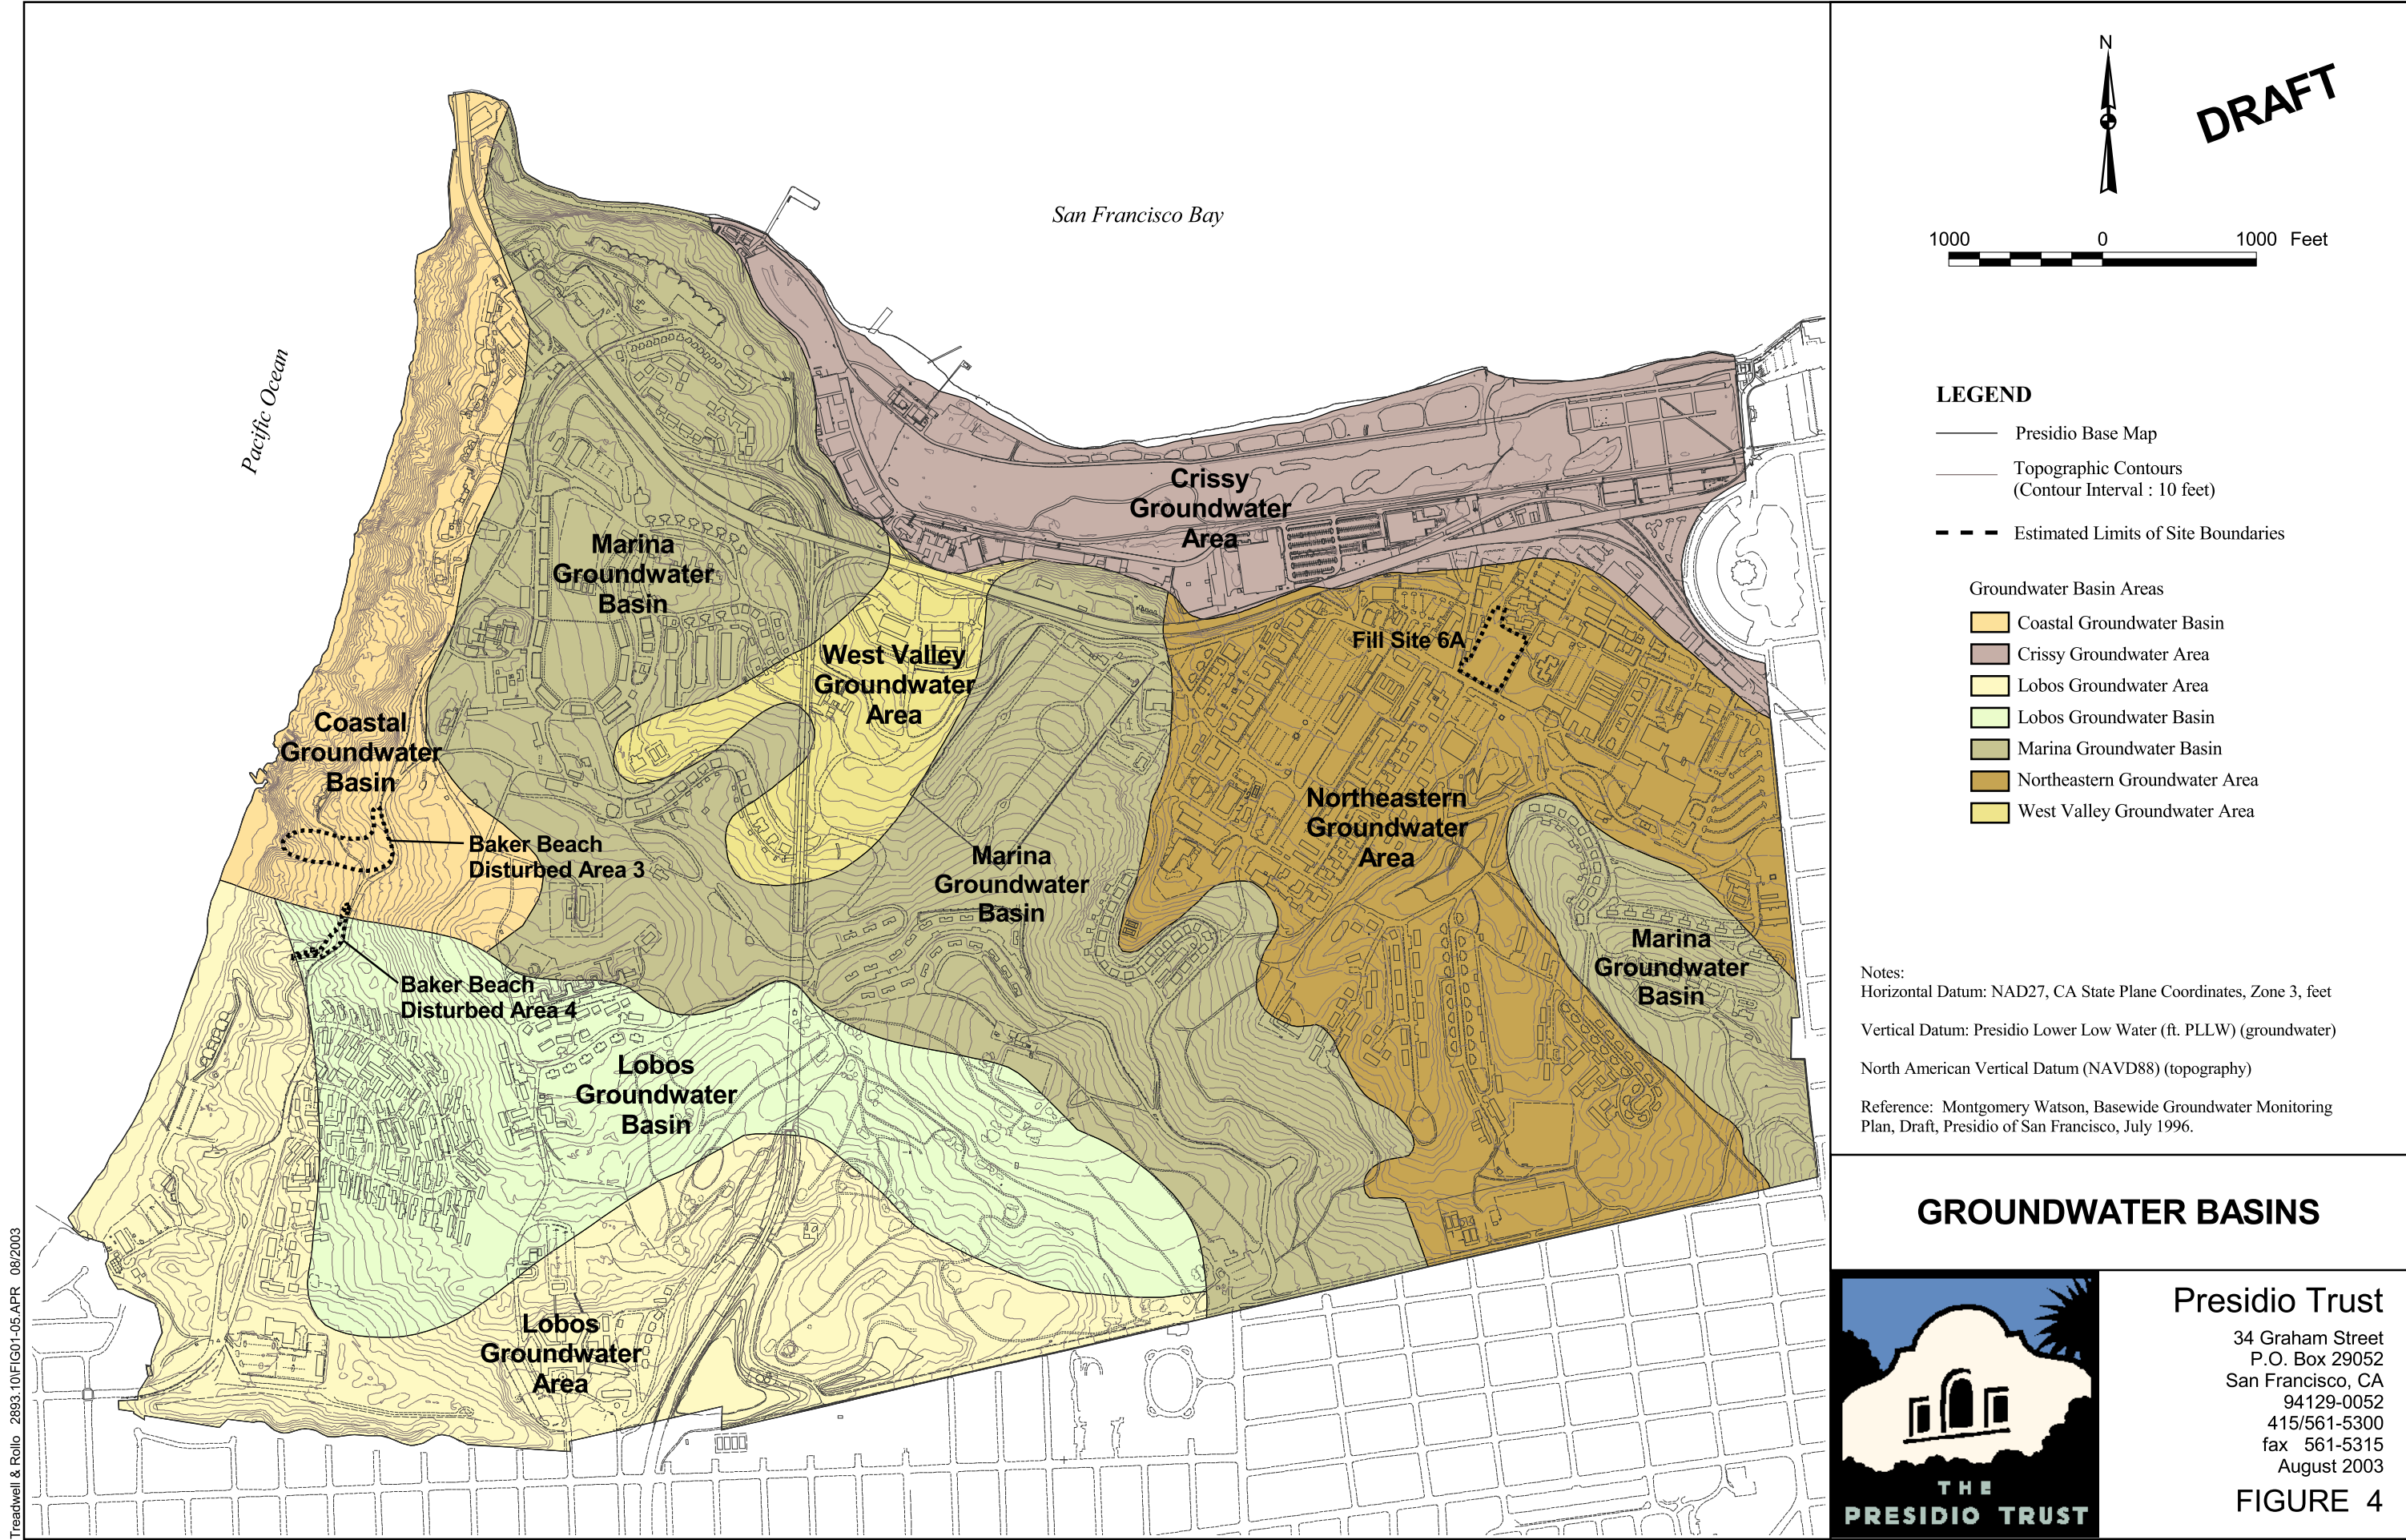 N
DRAFT
San Francisco Bay
1000 0 1000 Feet
Pacific Ocean
LEGEND
Presidio Base Map
Topographic Contours
(Contour Interval : 10 feet)
Estimated Limits of Site Boundaries
Groundwater Basin Areas
Coastal Groundwater Basin
Crissy Groundwater Area
Lobos Groundwater Area
Lobos Groundwater Basin
Marina Groundwater Basin
Northeastern Groundwater Area
West Valley Groundwater Area
Crissy
Groundwater
Area
Marina
Groundwater
Basin
Fill Site 6A
West Valley
Groundwater
Area
Coastal
Groundwater
Basin
Northeastern
Groundwater
Area
Baker Beach
Disturbed Area 3
Marina
Groundwater
Basin
Marina
Groundwater
Basin
Baker Beach
Disturbed Area 4
Lobos
Groundwater
Basin
Lobos
Groundwater
Area
Notes:
Horizontal Datum: NAD27, CA State Plane Coordinates, Zone 3, feet
Vertical Datum: Presidio Lower Low Water (ft. PLLW) (groundwater)
North American Vertical Datum (NAVD88) (topography)
Reference: Montgomery Watson, Basewide Groundwater Monitoring
Plan, Draft, Presidio of San Francisco, July 1996.
GROUNDWATER BASINS
THE
PRESIDIO TRUST
Presidio Trust
34 Graham Street
P.O. Box 29052
San Francisco, CA
94129-0052
415/561-5300
fax 561-5315
August 2003
FIGURE 4
Treadwell & Rollo 2893.10\FIG01-05.APR 08/2003